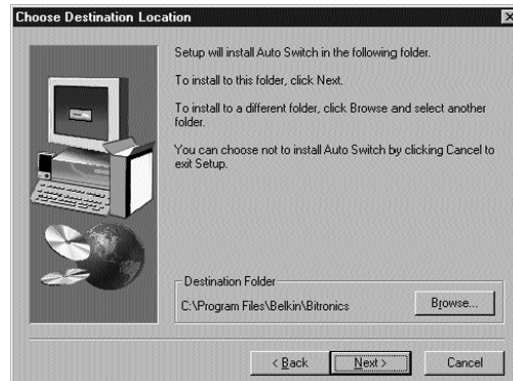 Choose Destination Location
Setup will install Auto Switch in the following folder.
To install to this folder, click Next.
To install to a different folder, click Browse and select another
folder.
You can choose not to install Auto Switch by clicking Cancel to
exit Setup.
Destination Folder
C:\Program Files\Belkin\Bitronics
Browse...
< Back
Next >
Cancel